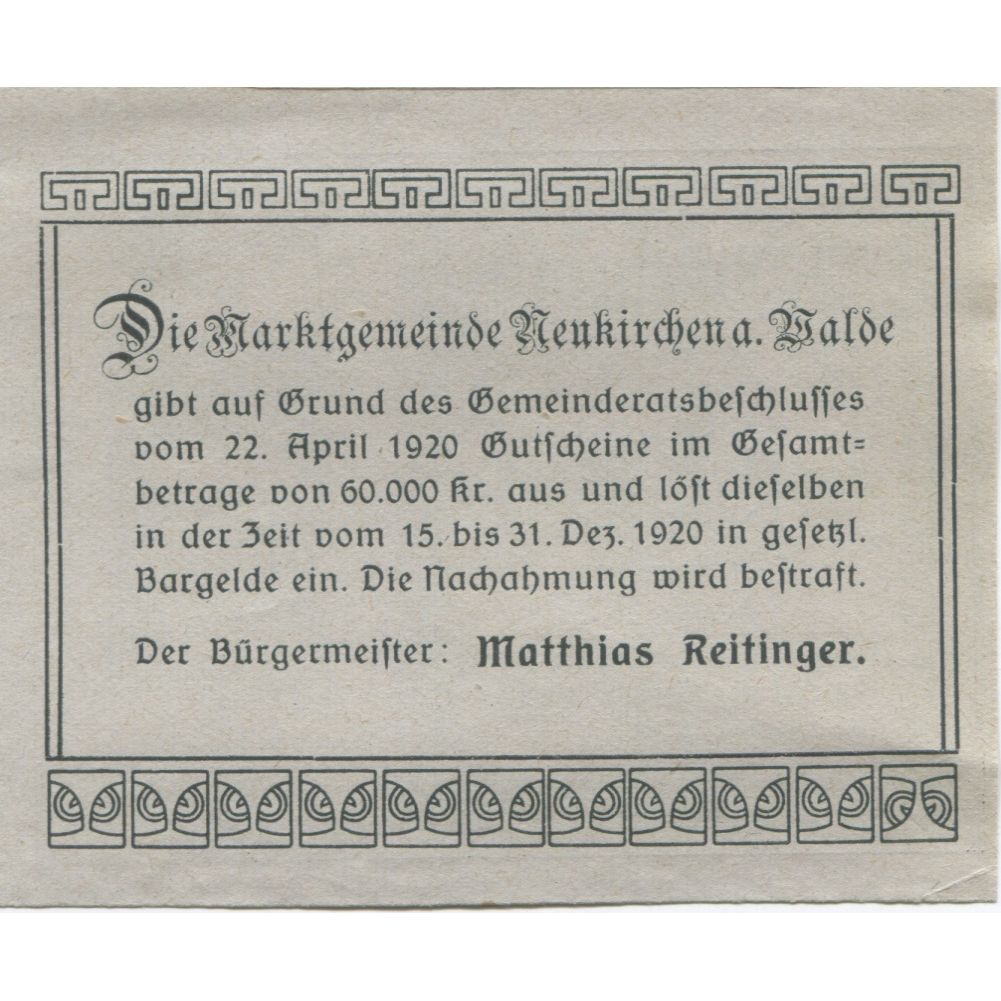 Die Marktgemeinde Neukirchen a. Walde
gibt auf Grund des Gemeinderatsbeſchluſſes
vom 22. April 1920 Gutſcheine im Geſamt=
betrage von 60.000 Kr. aus und löſt dieſelben
in der Zeit vom 15. bis 31. Dez. 1920 in geſetzl.
Bargelde ein. Die Nachahmung wird beſtraft.
Der Bürgermeiſter: Matthias Reitinger.